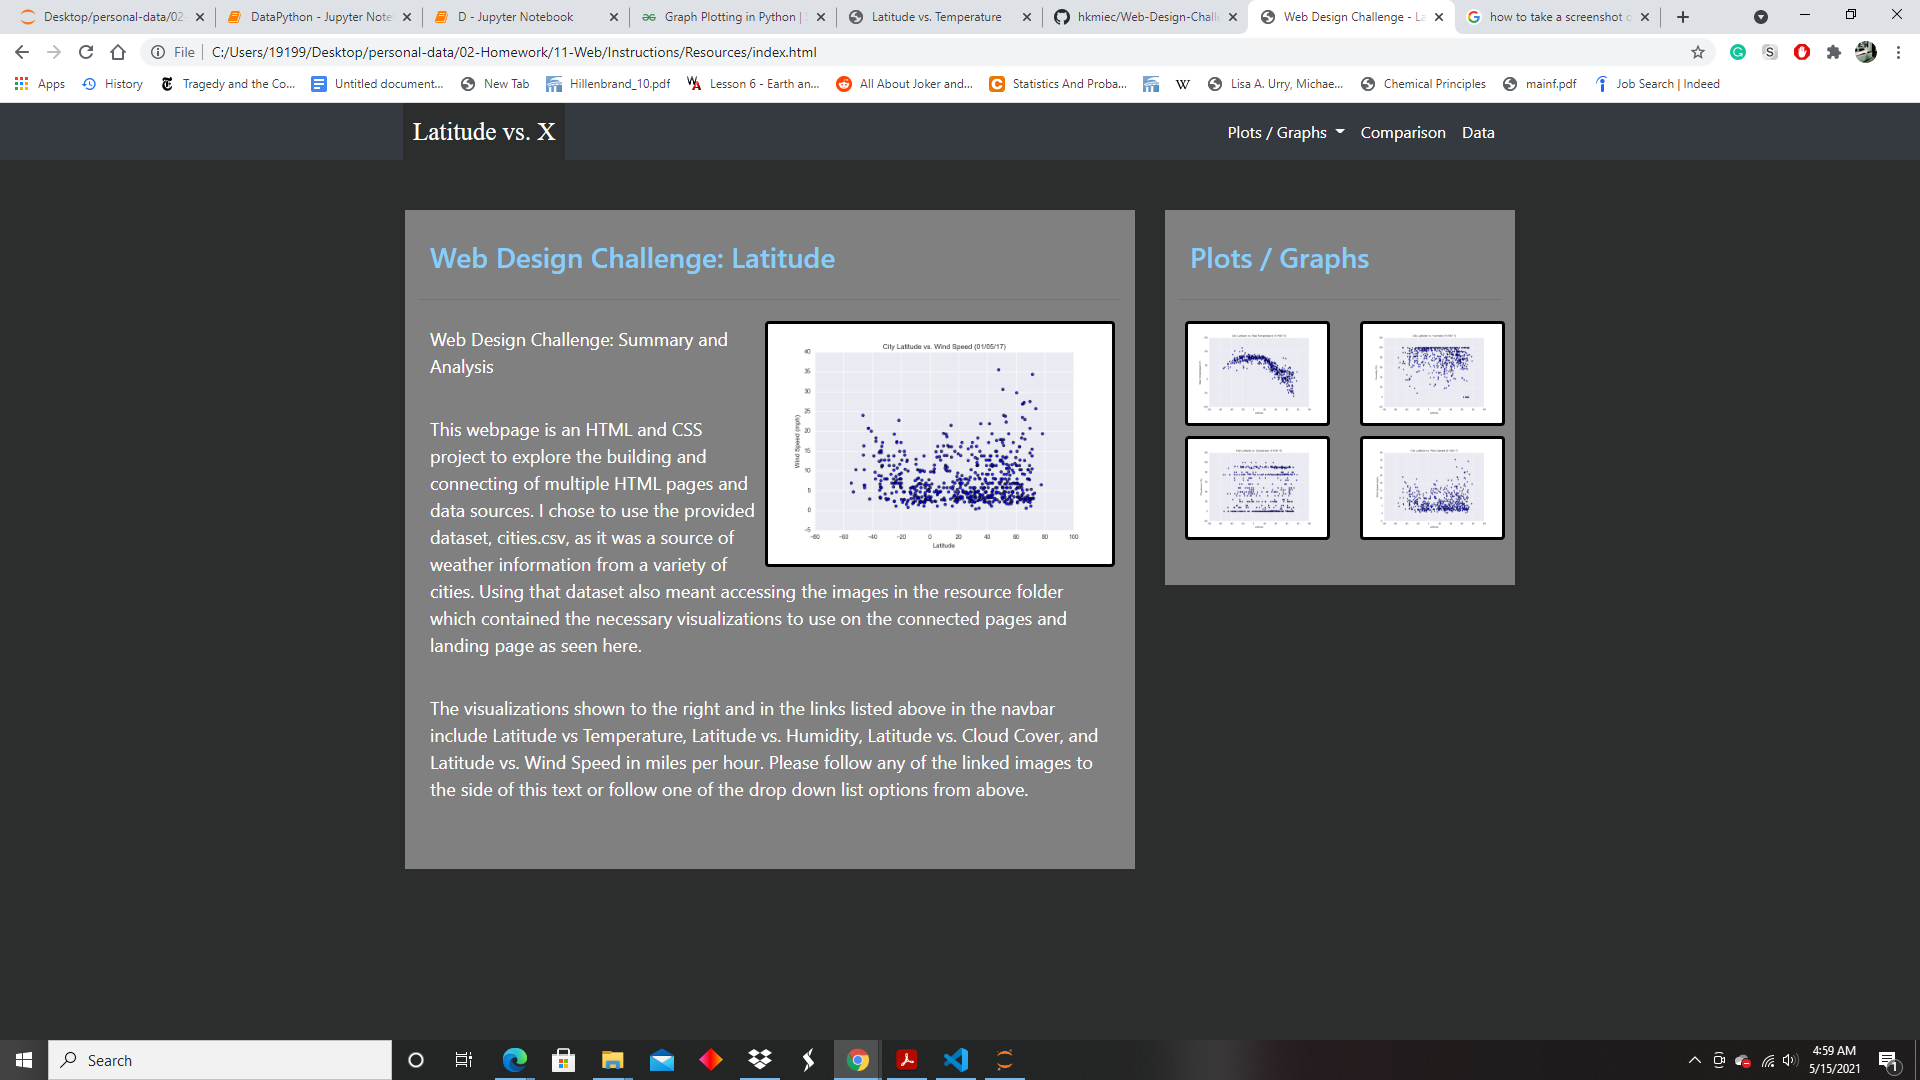 Desktop/personal-data/02-
DataPython - Jupyter Note
D - Jupyter Notebook
Graph Plotting in Python |
Latitude vs. Temperature
hkmiec/Web-Design-Chall
Web Design Challenge - La
how to take a screenshot o
File
C:/Users/19199/Desktop/personal-data/02-Homework/11-Web/Instructions/Resources/index.html
Apps
History
Tragedy and the Co...
Untitled document...
New Tab
Hillenbrand_10.pdf
Lesson 6 - Earth an...
All About Joker and...
Statistics And Proba...
W
Lisa A. Urry, Michae...
Chemical Principles
mainf.pdf
Job Search | Indeed
Latitude vs. X
Plots / Graphs
Comparison
Data
Web Design Challenge: Latitude
Web Design Challenge: Summary and
Analysis
This webpage is an HTML and CSS
project to explore the building and
connecting of multiple HTML pages and
data sources. I chose to use the provided
dataset, cities.csv, as it was a source of
weather information from a variety of
cities. Using that dataset also meant accessing the images in the resource folder
which contained the necessary visualizations to use on the connected pages and
landing page as seen here.
The visualizations shown to the right and in the links listed above in the navbar
include Latitude vs Temperature, Latitude vs. Humidity, Latitude vs. Cloud Cover, and
Latitude vs. Wind Speed in miles per hour. Please follow any of the linked images to
the side of this text or follow one of the drop down list options from above.
City Latitude vs. Wind Speed (01/05/17)
Wind Speed (mph)
40
35
30
25
20
15
10
5
0
-5
-80 -60 -40 -20 0 20 40 60 80 100
Latitude
Plots / Graphs
Search
4:59 AM
5/15/2021
1